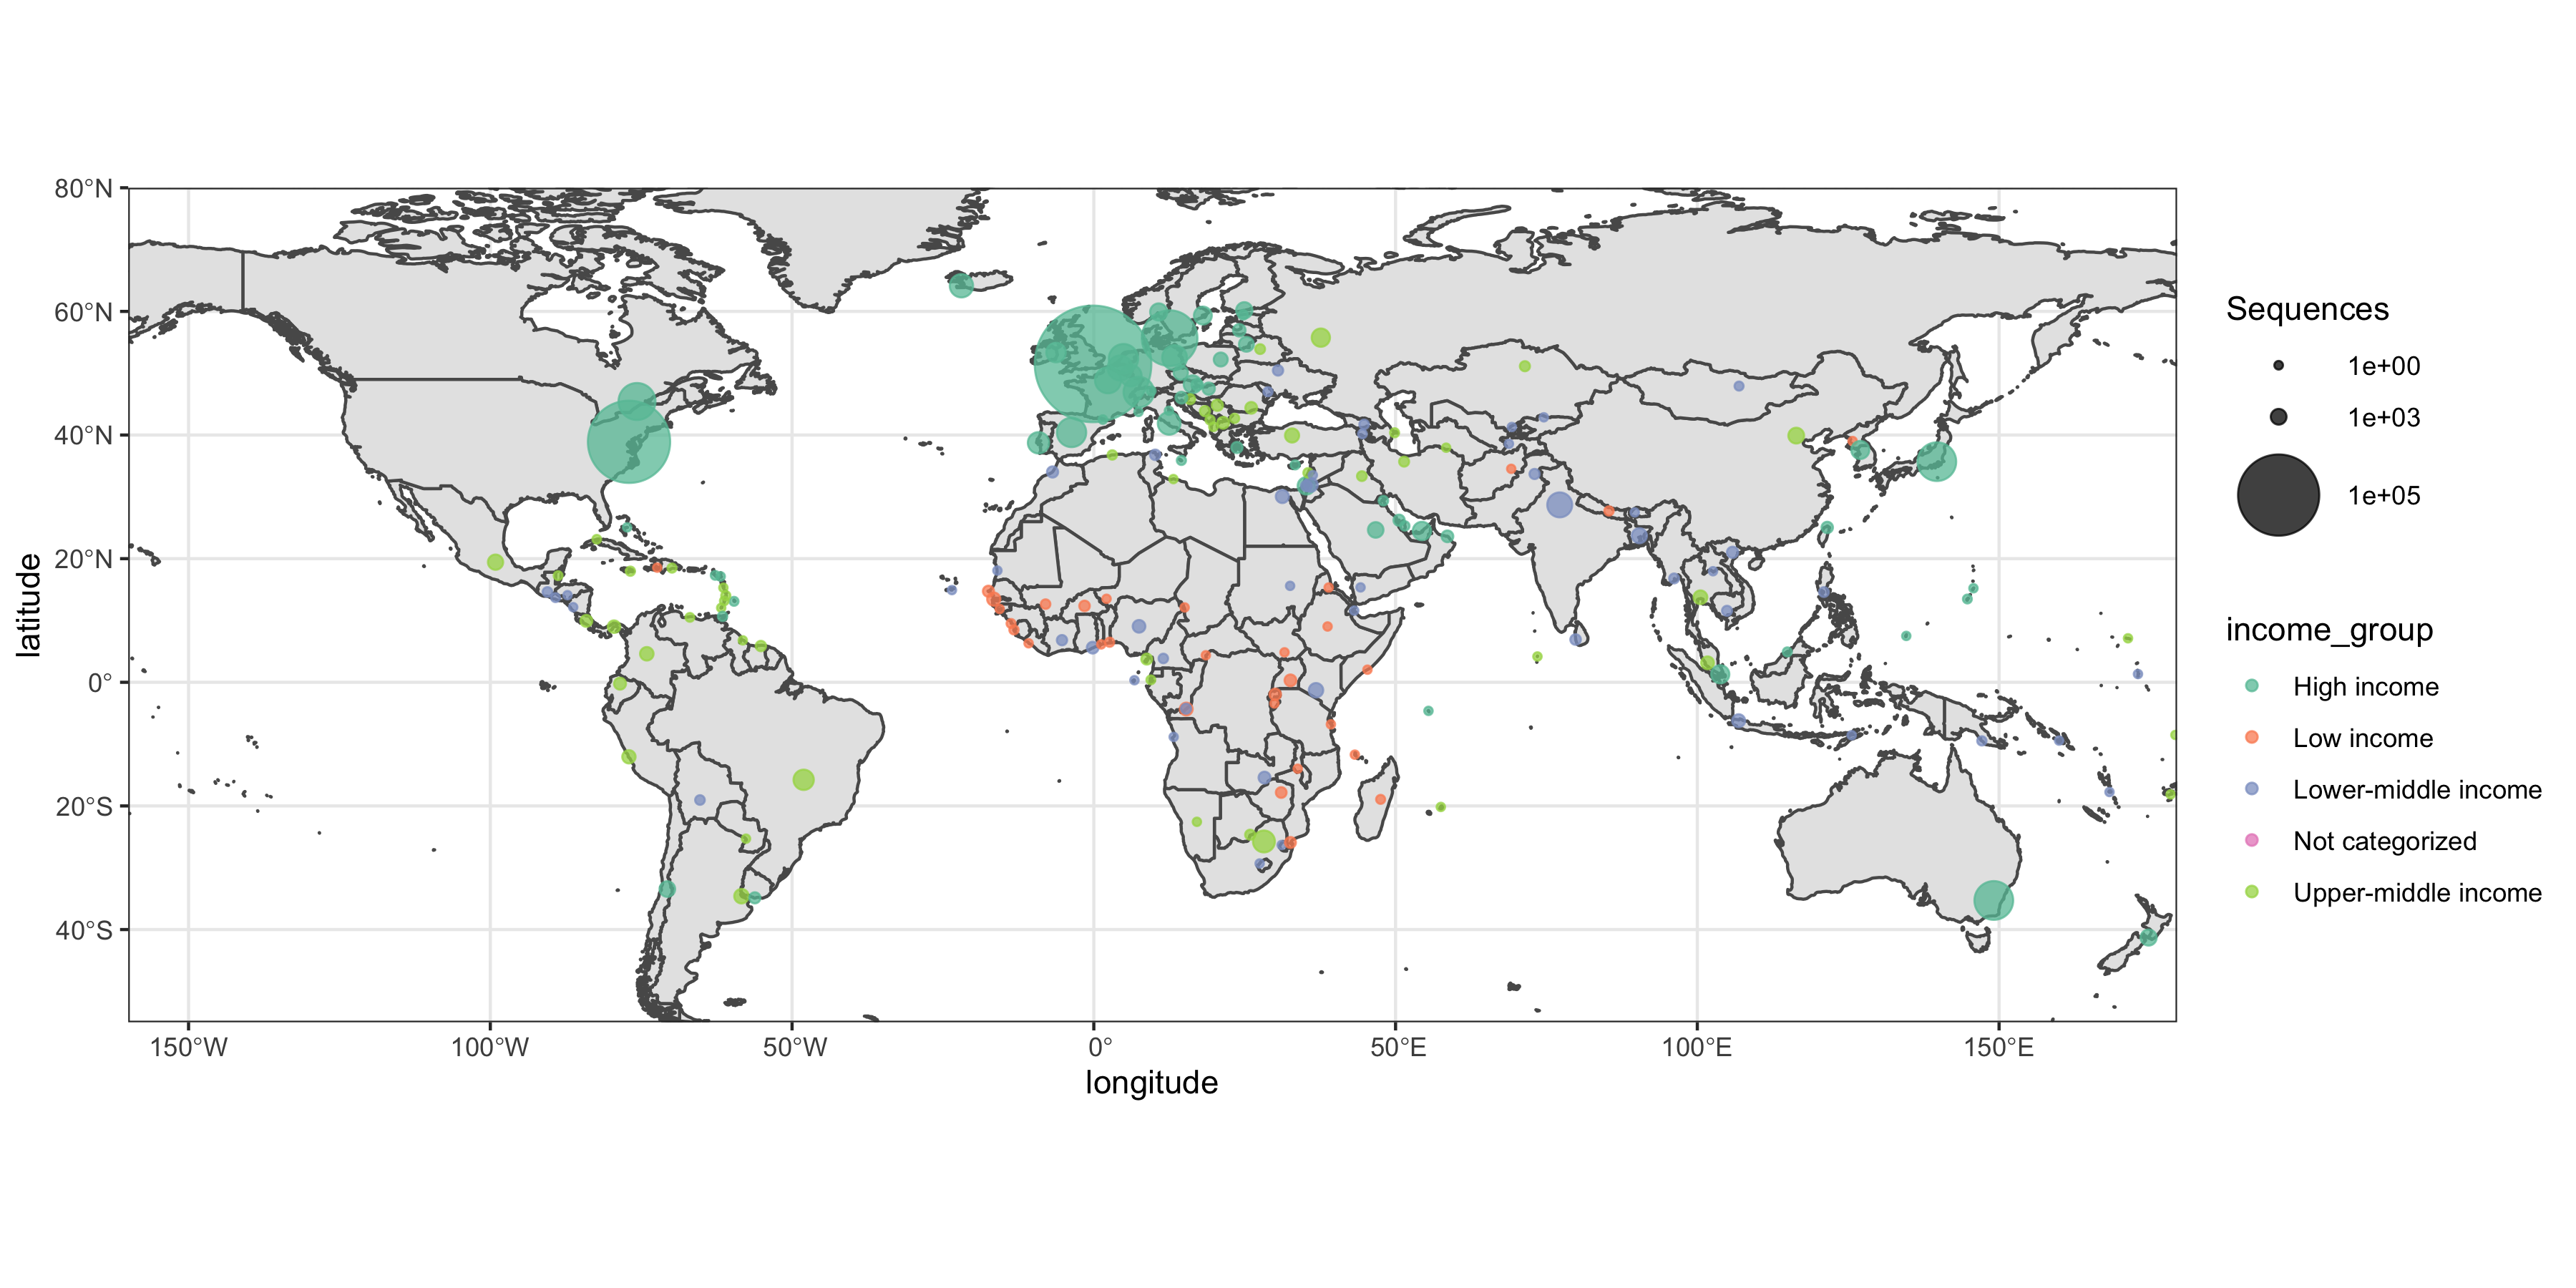 80°N
60°N
40°N
20°N
0°
20°S
40°S
latitude
150°W
100°W
50°W
0°
50°E
100°E
150°E
longitude
Sequences
1e+00
1e+03
1e+05
income_group
High income
Low income
Lower-middle income
Not categorized
Upper-middle income